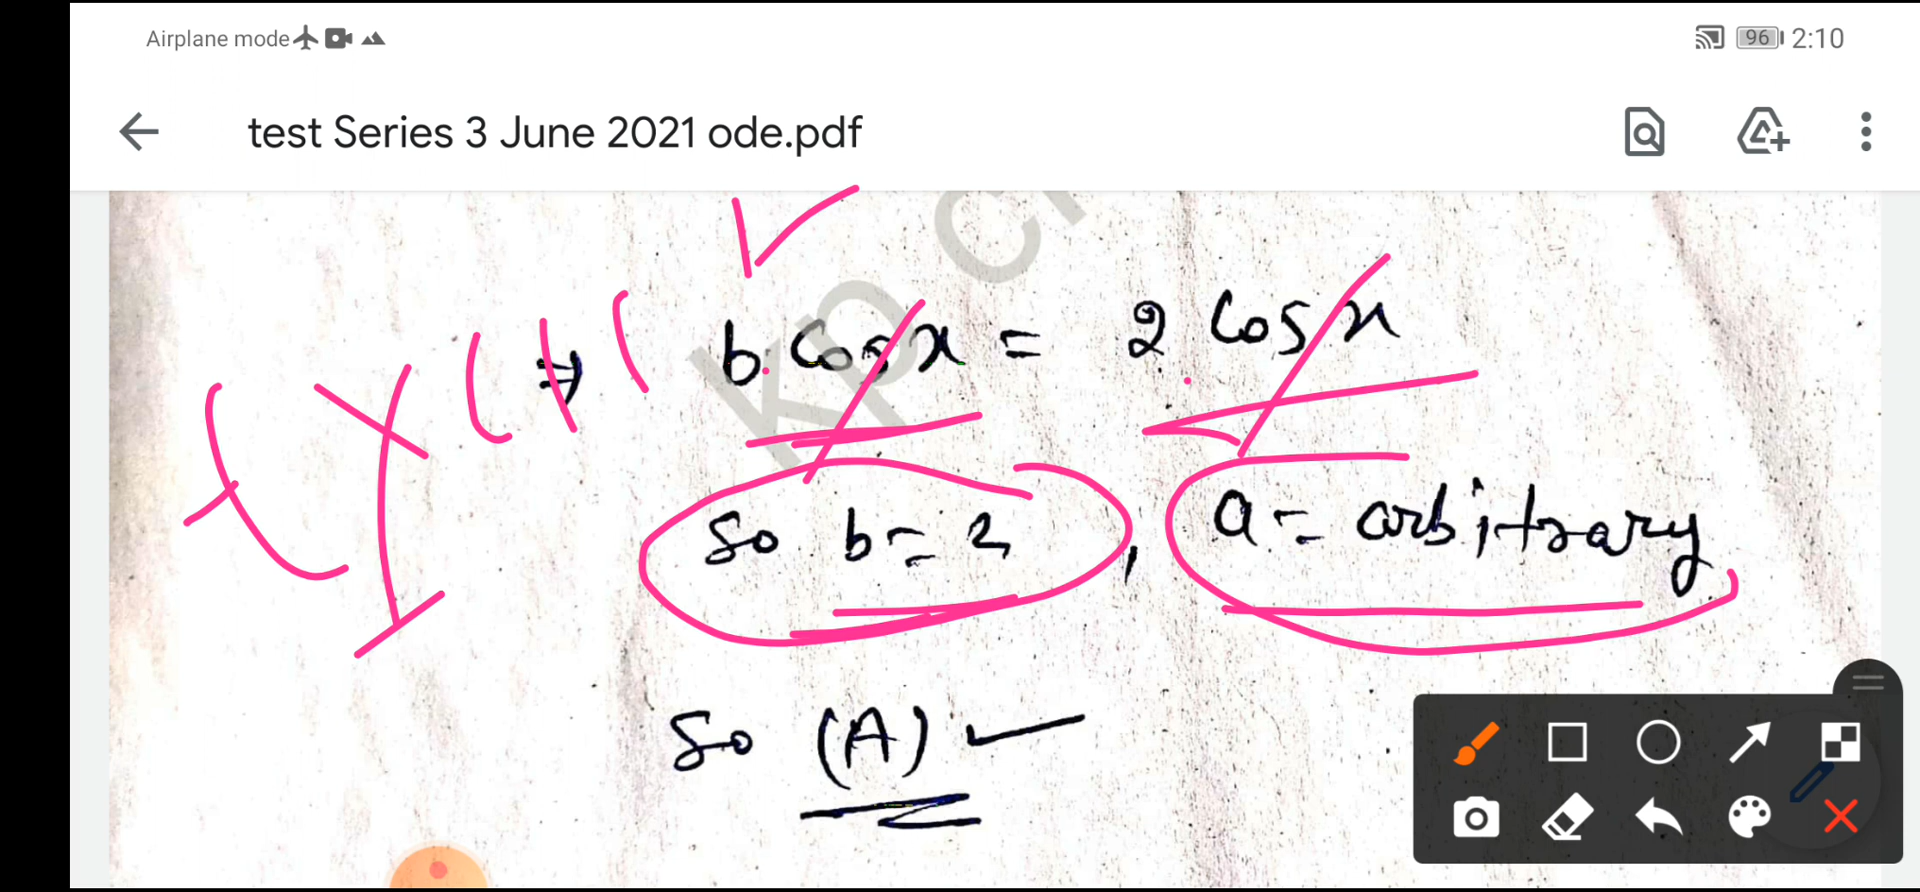 Airplane mode 96 2:10
test Series 3 June 2021 ode.pdf
kp
⇒ b. Cos x = 2 Cos x
So b = 2, a = arbitrary
So (A)